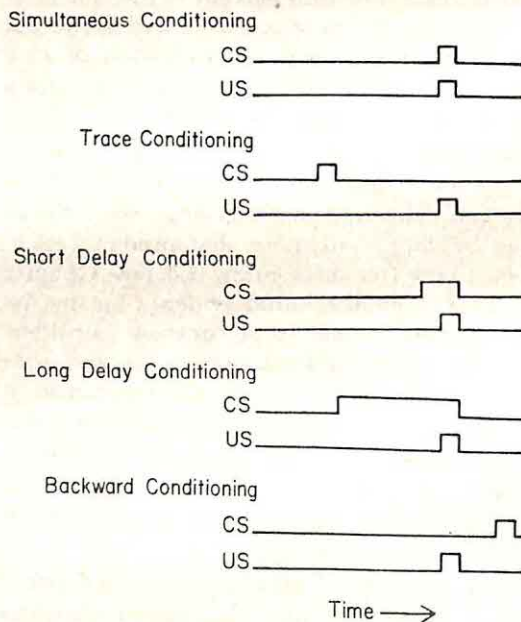 Simultaneous Conditioning
CS
US
Trace Conditioning
CS
US
Short Delay Conditioning
CS
US
Long Delay Conditioning
CS
US
Backward Conditioning
CS
US
Time